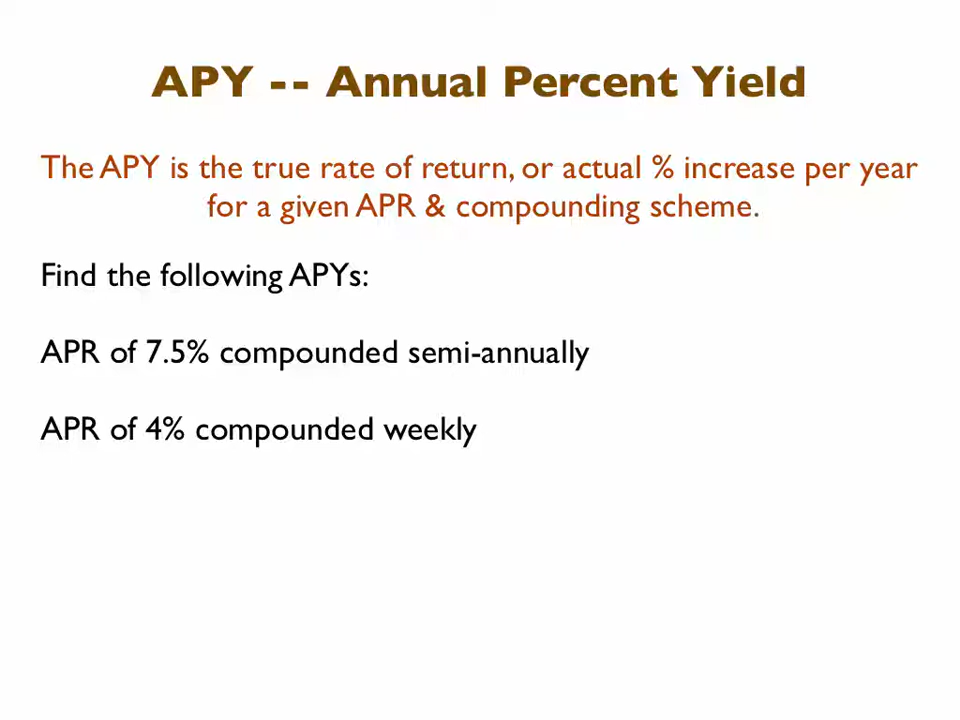 APY -- Annual Percent Yield
The APY is the true rate of return, or actual % increase per year
for a given APR & compounding scheme.
Find the following APYs:
APR of 7.5% compounded semi-annually
APR of 4% compounded weekly